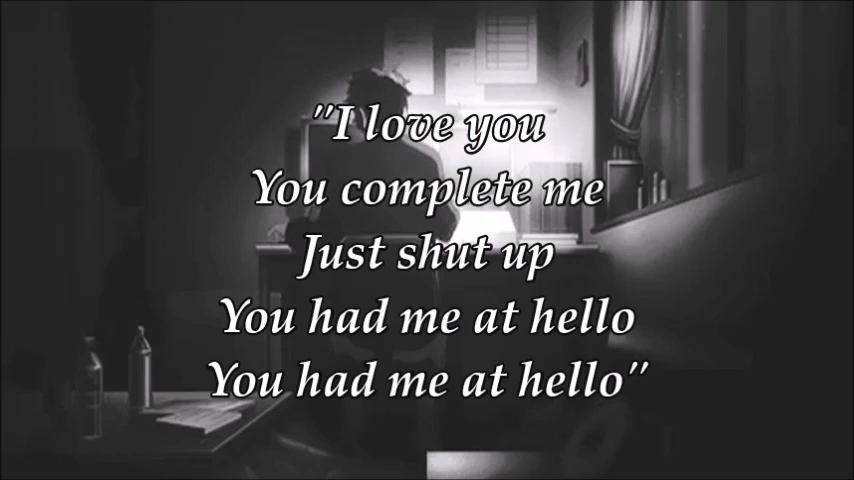 "I love you
You complete me
Just shut up
You had me at hello
You had me at hello"